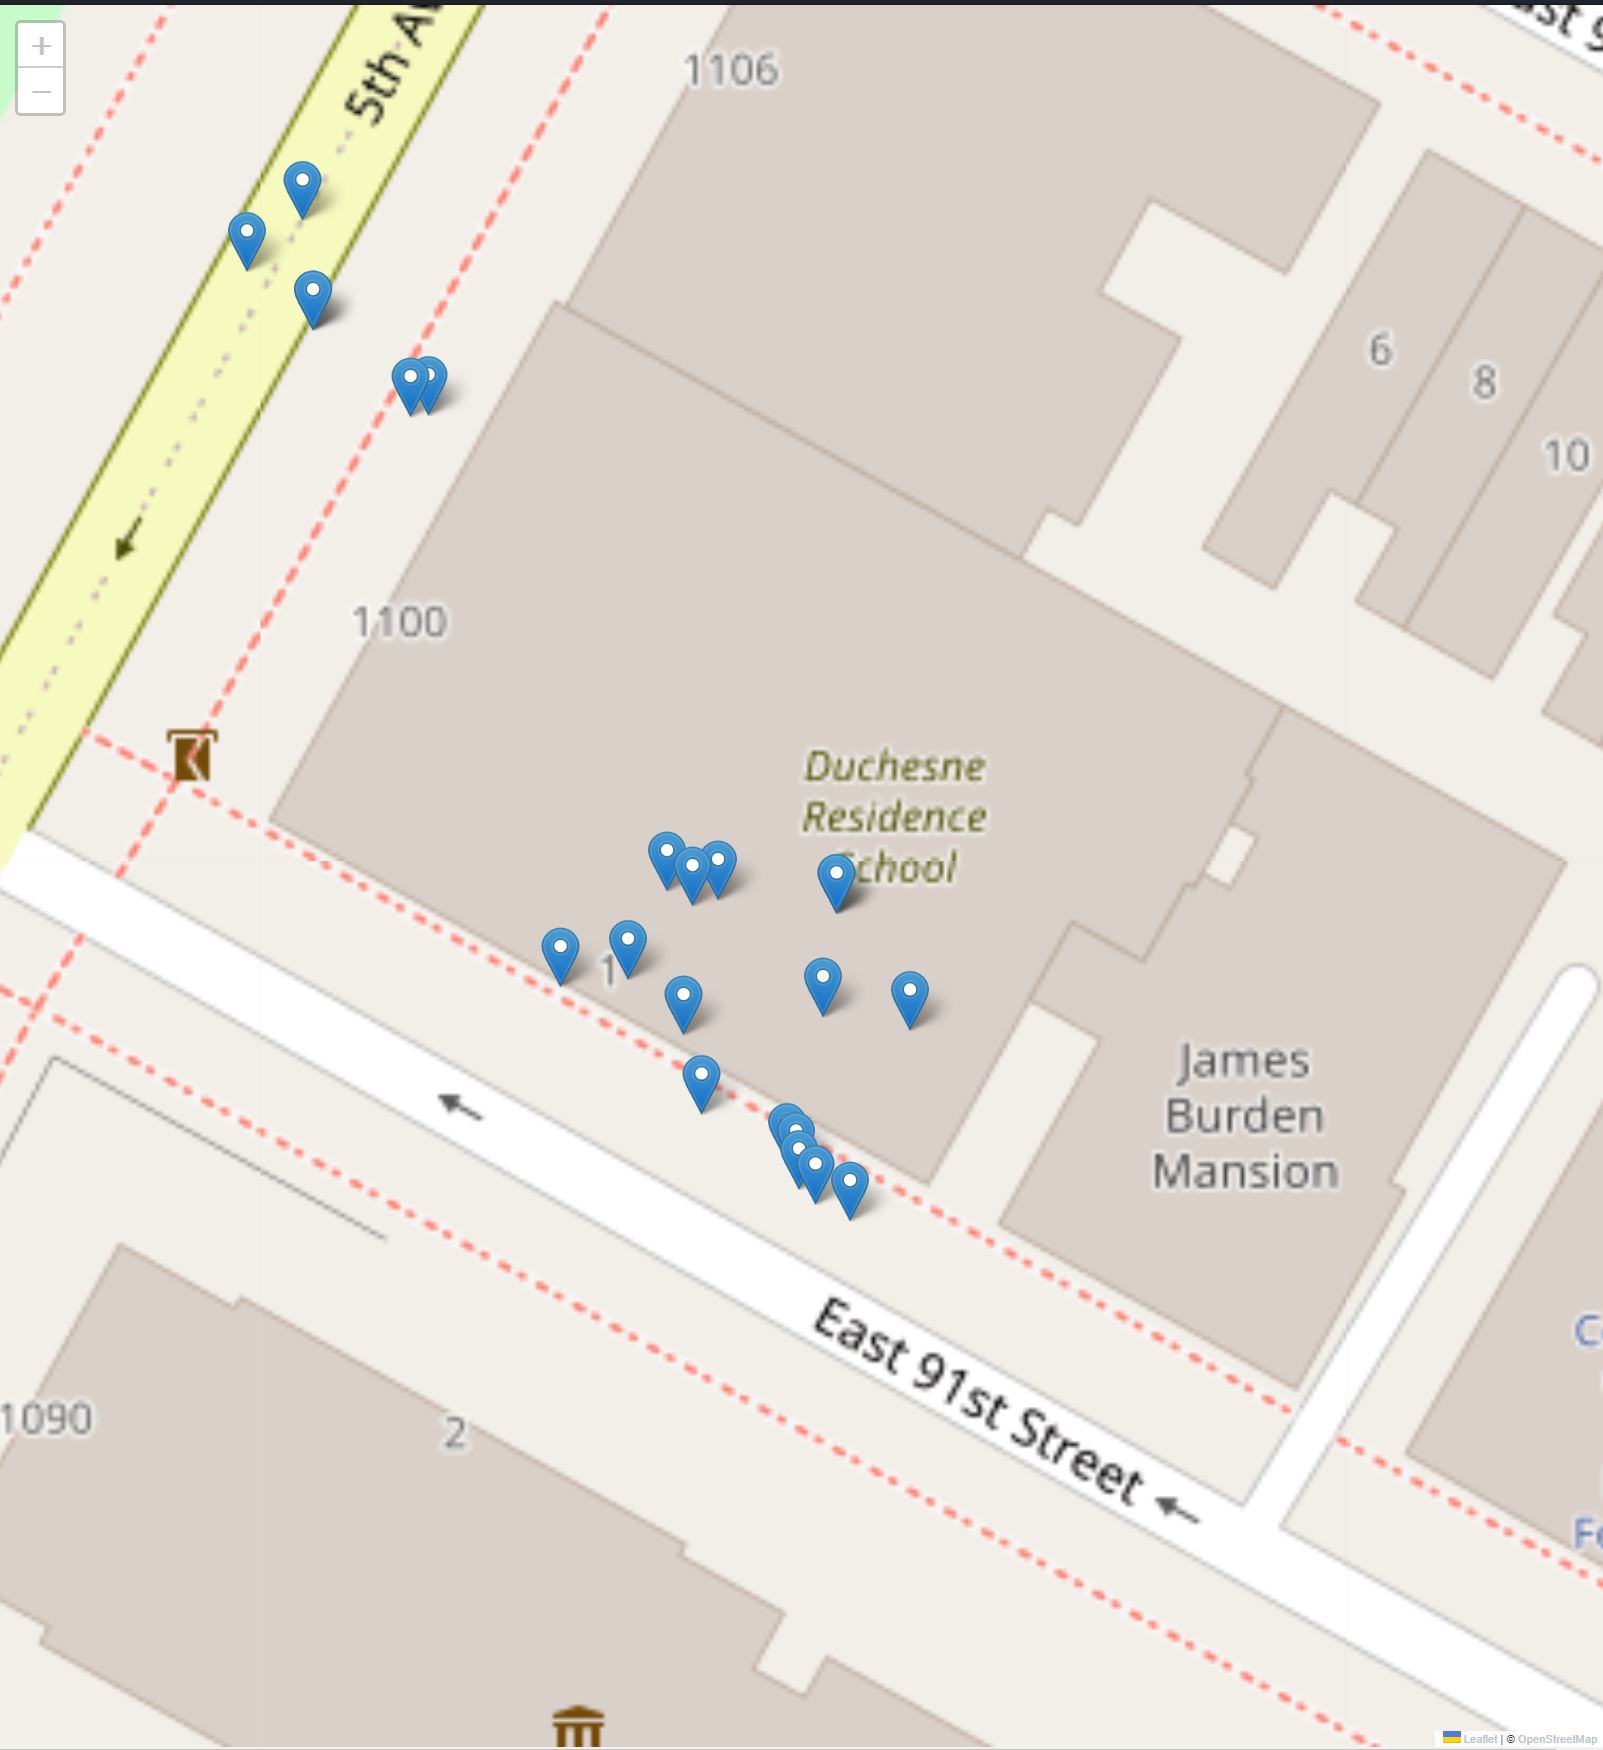 +
−
5th A
1106
6
8
10
1100
Duchesne
Residence
School
1
James
Burden
Mansion
East 91st Street
1090
2
Leaflet | © OpenStreetMap